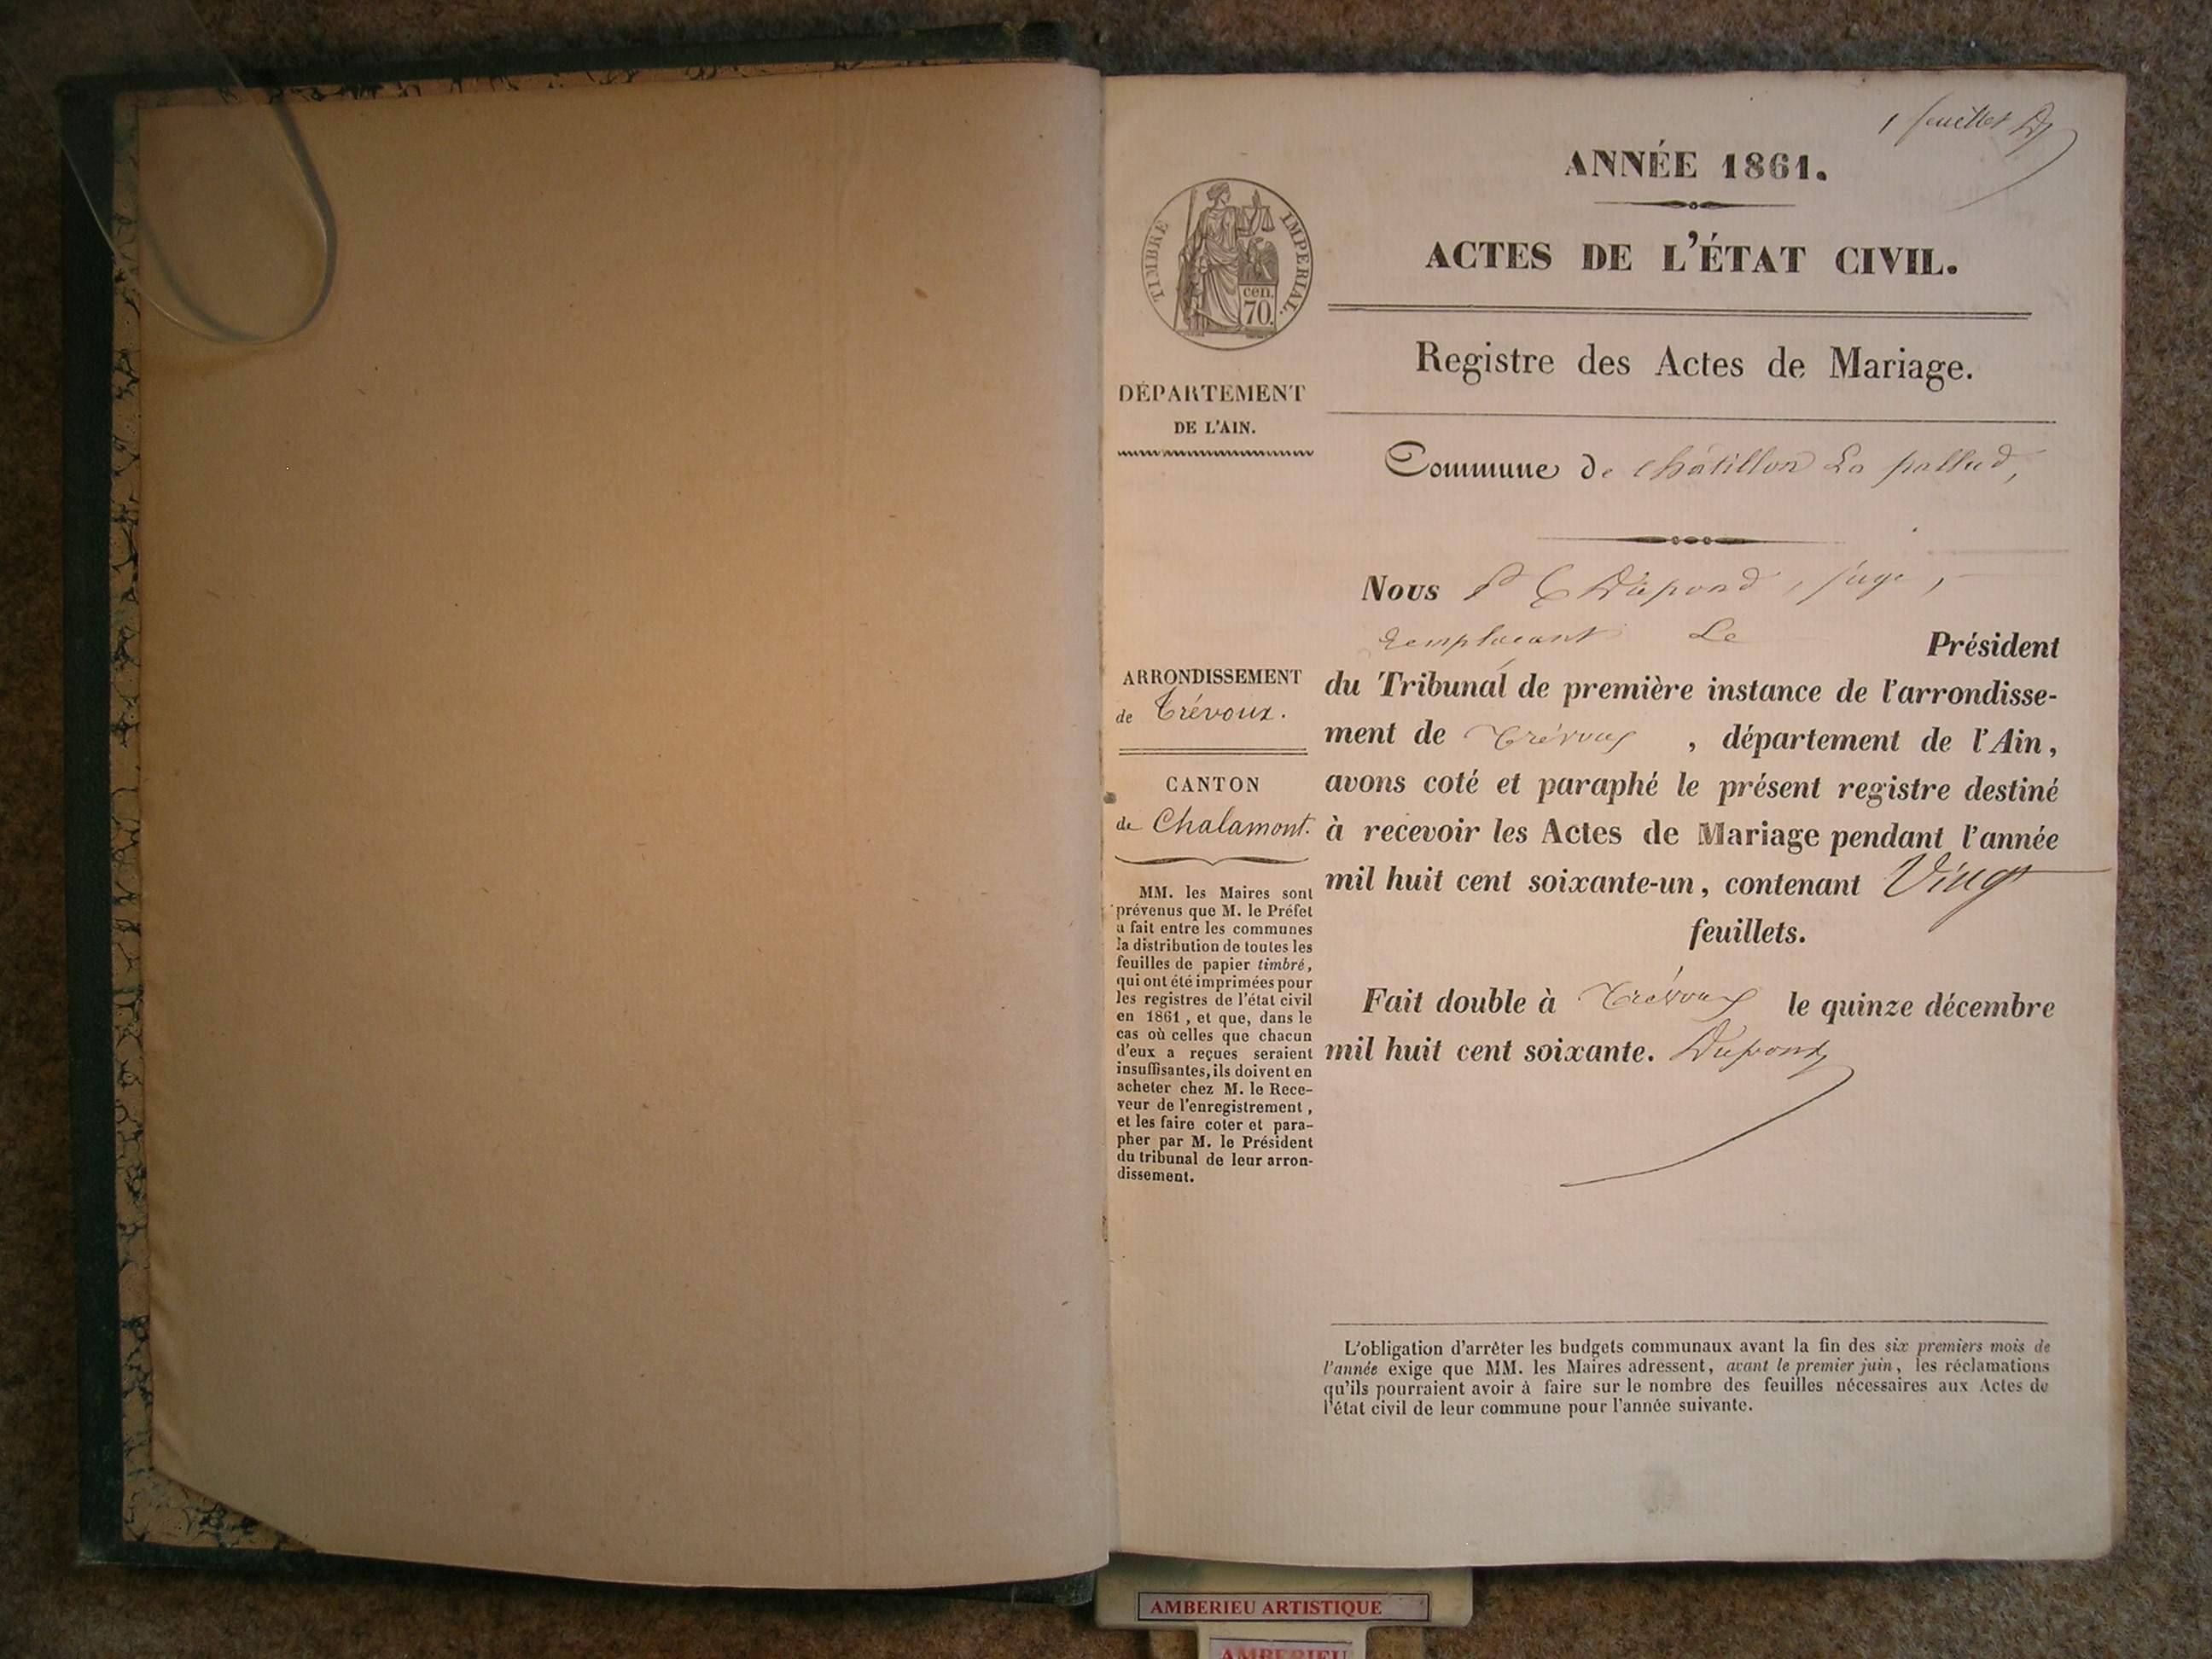 1 feuillet D
ANNÉE 1861.
ACTES DE L'ÉTAT CIVIL.
TIMBRE IMPERIAL.
cen.
70.
Registre des Actes de Mariage.
DÉPARTEMENT
DE L'AIN.
Commune de Châtillon La pallud,
Nous Dupond, juge,
remplacant Le Président
du Tribunal de première instance de l'arrondisse-
ment de Trévoux, département de l'Ain,
avons coté et paraphé le présent registre destiné
à recevoir les Actes de Mariage pendant l'année
mil huit cent soixante-un, contenant Vingt
feuillets.
Fait double à Trévoux le quinze décembre
mil huit cent soixante. Dupond
ARRONDISSEMENT
de Trévoux.
CANTON
de Chalamont.
MM. les Maires sont
prévenus que M. le Préfet
a fait entre les communes
la distribution de toutes les
feuilles de papier timbré,
qui ont été imprimées pour
les registres de l'état civil
en 1861, et que, dans le
cas où celles que chacun
d'eux a reçues seraient
insuffisantes, ils doivent en
acheter chez M. le Rece-
veur de l'enregistrement,
et les faire coter et para-
pher par M. le Président
du tribunal de leur arron-
dissement.
L'obligation d'arrêter les budgets communaux avant la fin des six premiers mois de
l'année exige que MM. les Maires adressent, avant le premier juin, les réclamations
qu'ils pourraient avoir à faire sur le nombre des feuilles nécessaires aux Actes de
l'état civil de leur commune pour l'année suivante.
AMBERIEU ARTISTIQUE
AMBERIEU